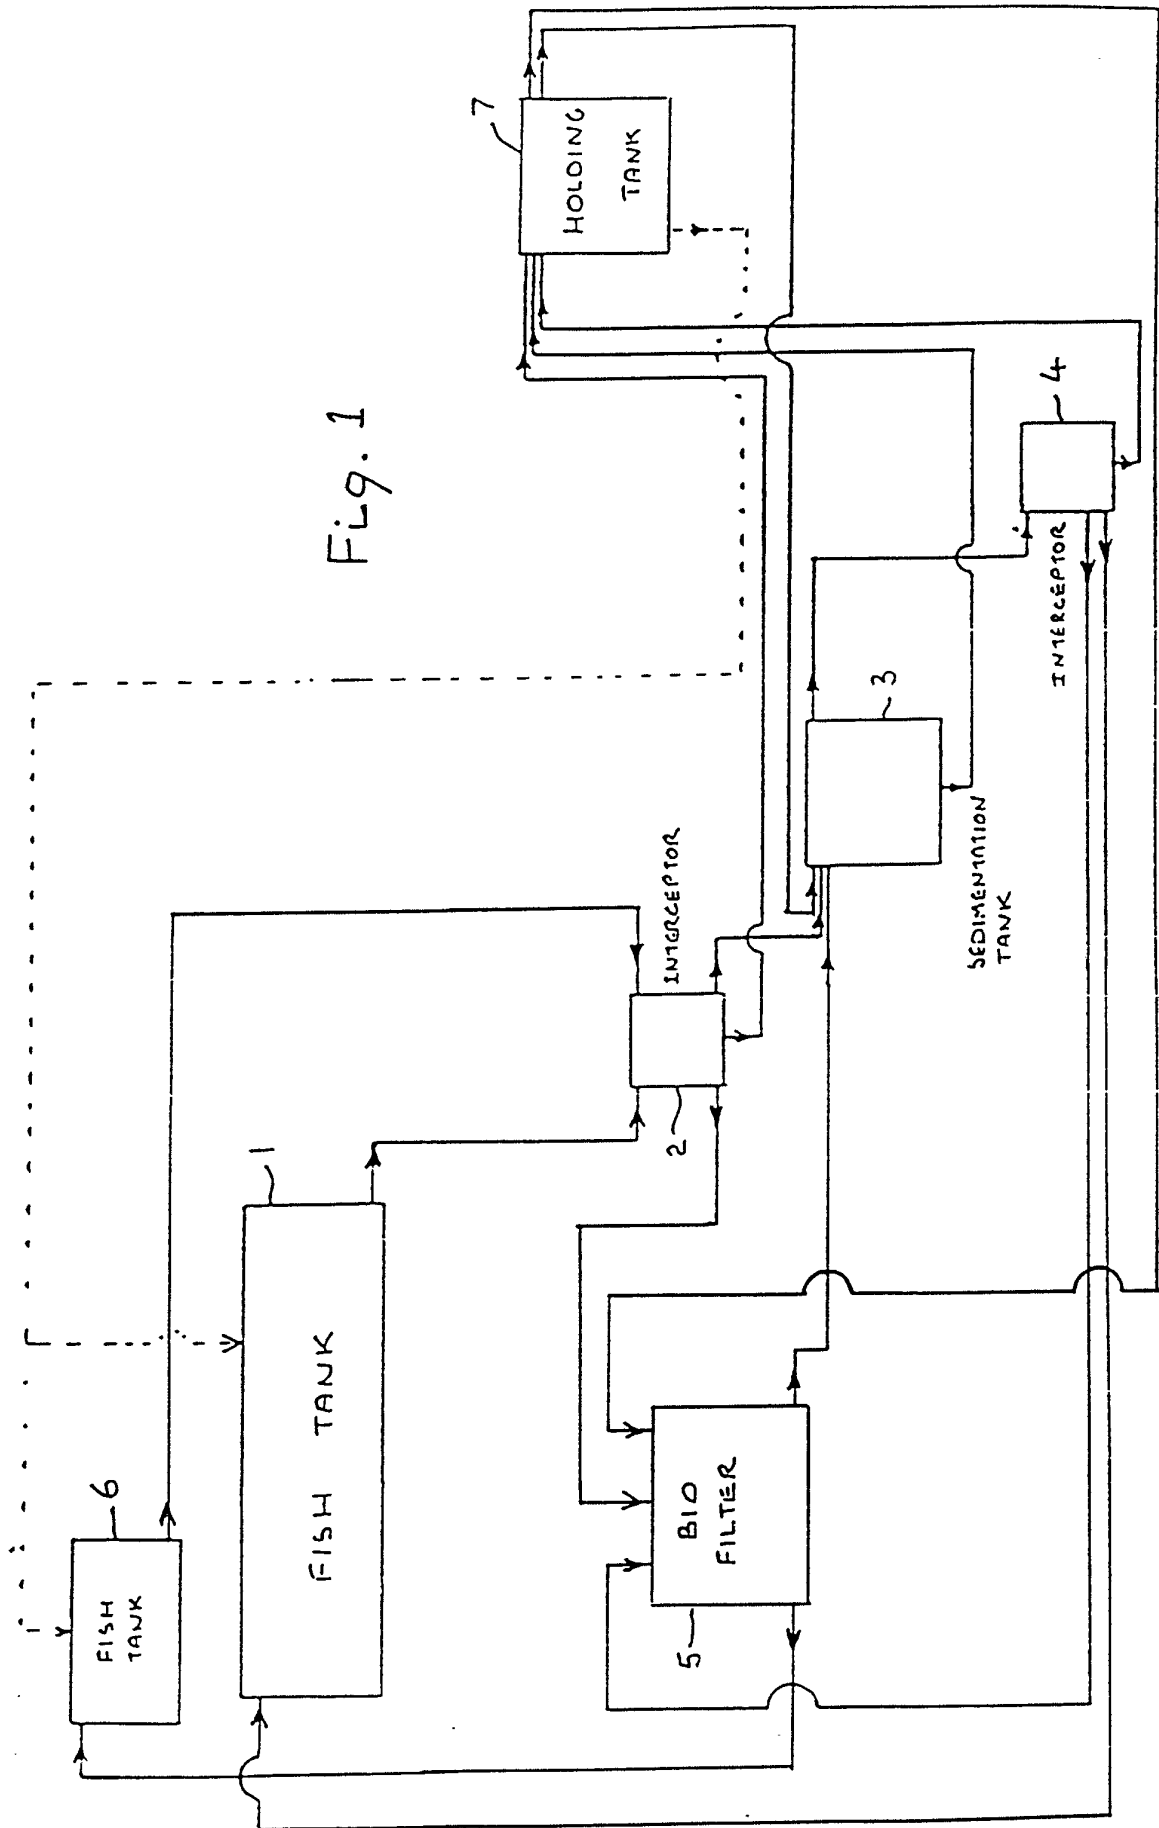 Fig. 1
6
FISH
TANK
1
FISH TANK
INTERCEPTOR
2
7
HOLDING
TANK
5
BIO
FILTER
3
SEDIMENTATION
TANK
4
INTERCEPTOR